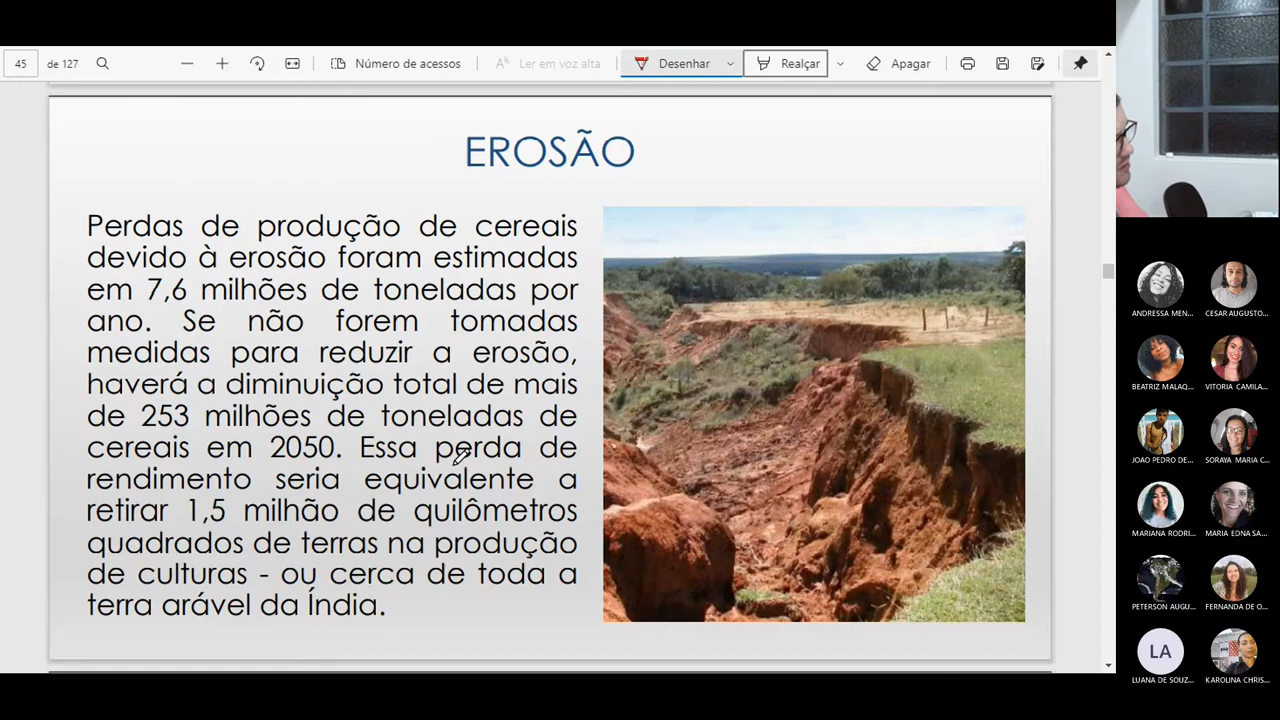 45 de 127
Número de acessos
Ler em voz alta
Desenhar
Realçar
Apagar
EROSÃO
Perdas de produção de cereais
devido à erosão foram estimadas
em 7,6 milhões de toneladas por
ano. Se não forem tomadas
medidas para reduzir a erosão,
haverá a diminuição total de mais
de 253 milhões de toneladas de
cereais em 2050. Essa perda de
rendimento seria equivalente a
retirar 1,5 milhão de quilômetros
quadrados de terras na produção
de culturas - ou cerca de toda a
terra arável da Índia.
ANDRESSA MEN...
CESAR AUGUSTO...
BEATRIZ MALAQ...
VITORIA CAMILA...
JOAO PEDRO DE...
SORAYA MARIA C...
MARIANA RODRI...
MARIA EDNA SA...
PETERSON AUGU...
FERNANDA DE O...
LA
LUANA DE SOUZ...
KAROLINA CHRIS...